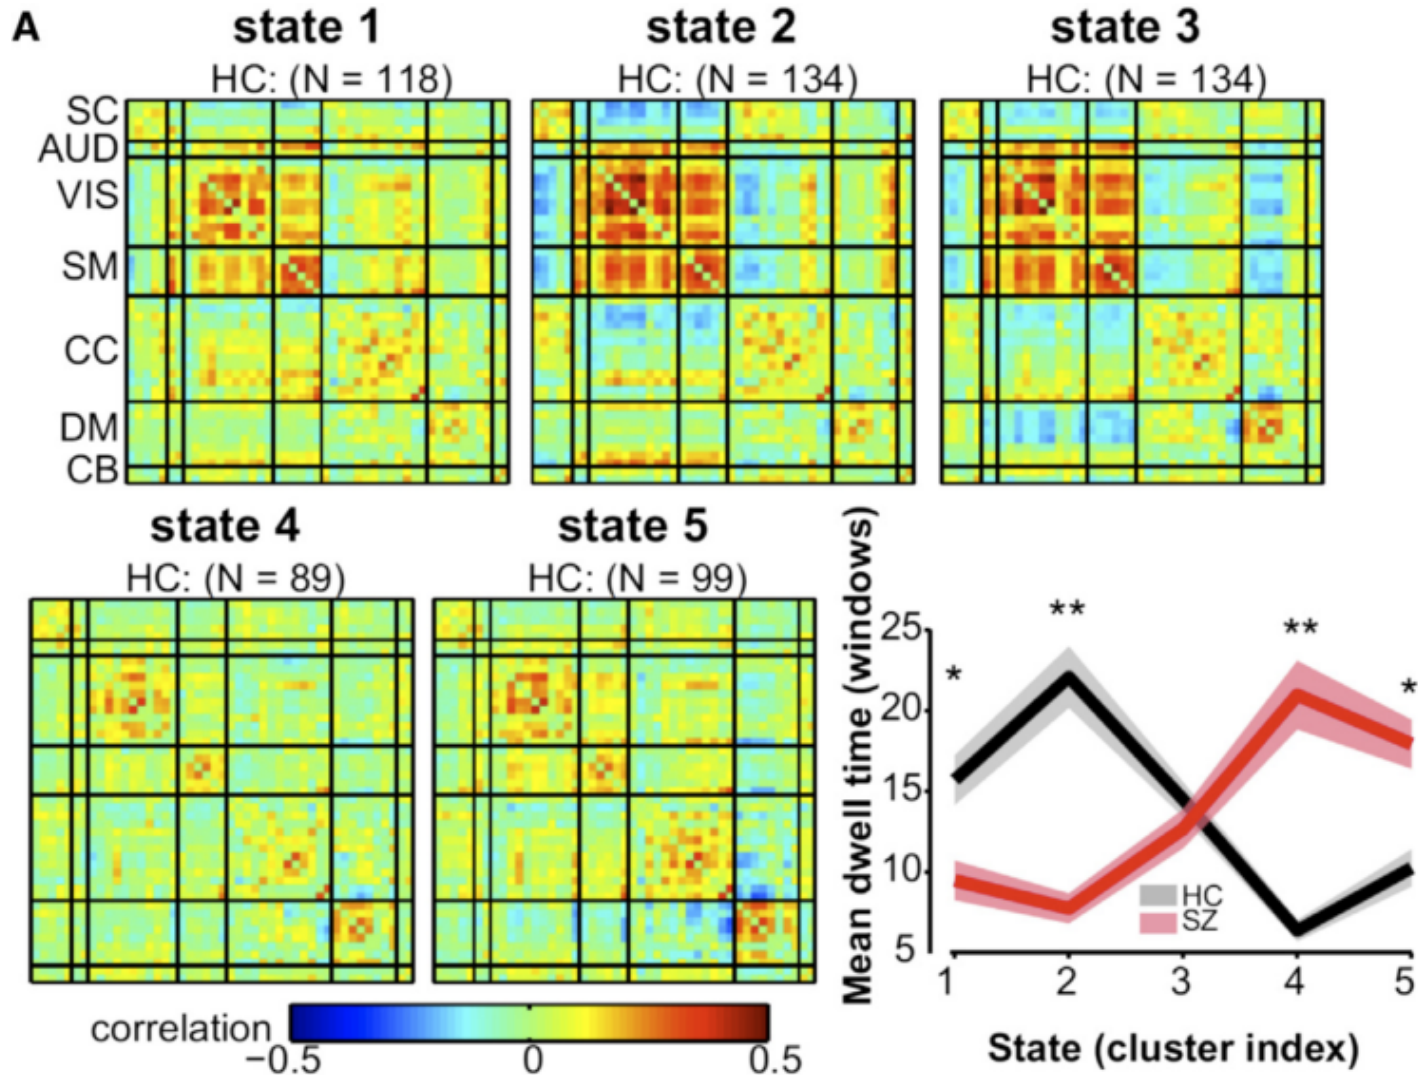 A
state 1
HC: (N = 118)
state 2
HC: (N = 134)
state 3
HC: (N = 134)
SC
AUD
VIS
SM
CC
DM
CB
state 4
HC: (N = 89)
state 5
HC: (N = 99)
correlation
−0.5
0
0.5
Mean dwell time (windows)
25
20
15
10
5
*
**
**
*
HC
SZ
1 2 3 4 5
State (cluster index)